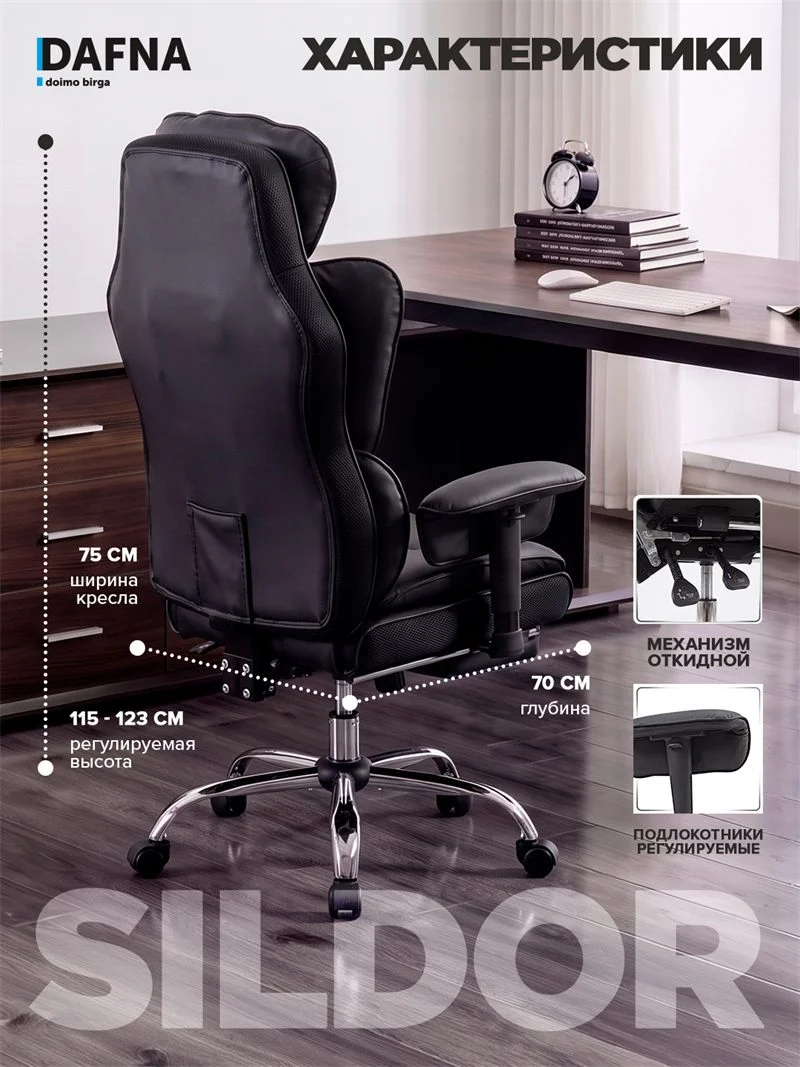 DAFNA
doimo birga
ХАРАКТЕРИСТИКИ
75 СМ
ширина
кресла
70 СМ
глубина
115 - 123 СМ
регулируемая
высота
МЕХАНИЗМ
ОТКИДНОЙ
ПОДЛОКОТНИКИ
РЕГУЛИРУЕМЫЕ
SILDOR